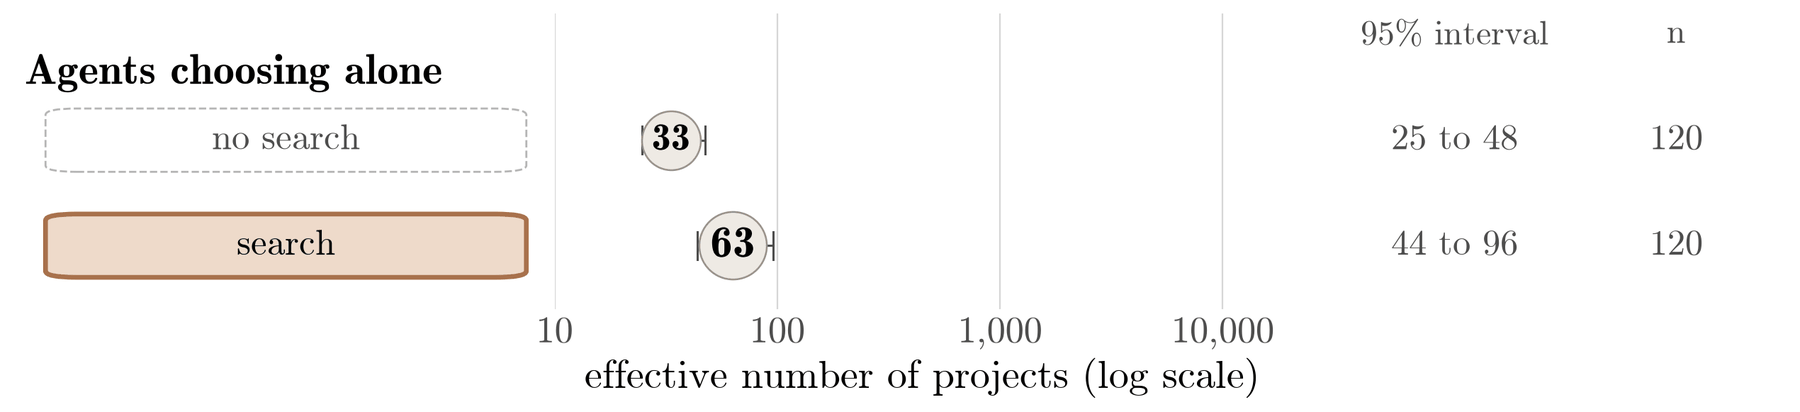 95% interval n
Agents choosing alone
no search 33 25 to 48 120
search 63 44 to 96 120
10 100 1,000 10,000
effective number of projects (log scale)